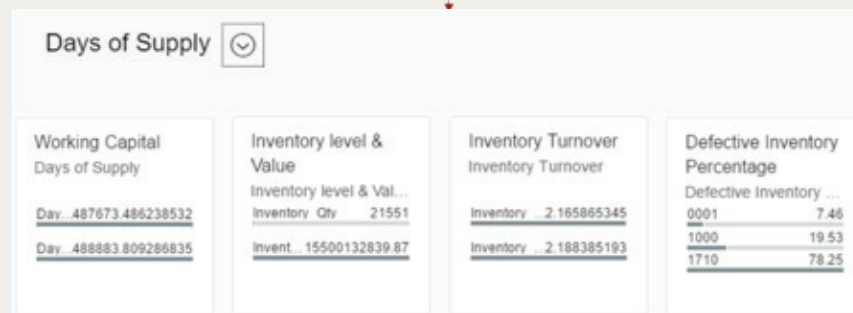 Days of Supply
Working Capital
Days of Supply
Day...487673.486238532
Day...488883.809286835
Inventory level &
Value
Inventory level & Val...
Inventory Qty 21551
Invent... 15500132839.87
Inventory Turnover
Inventory Turnover
Inventory ...2.165865345
Inventory ...2.188385193
Defective Inventory
Percentage
Defective Inventory ...
0001 7.46
1000 19.53
1710 78.25